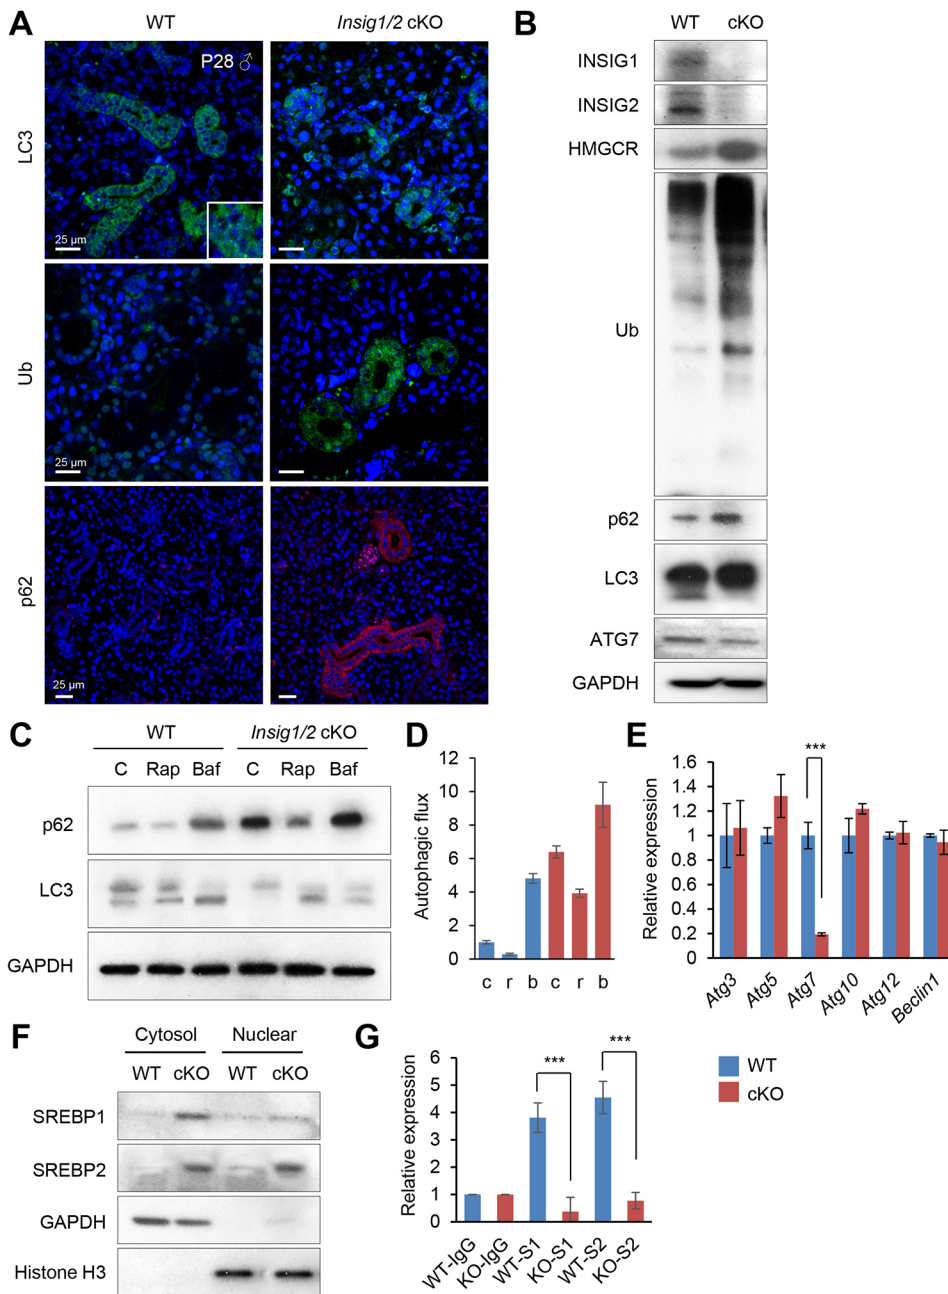 A
WT
Insig1/2 cKO
P28 ♂
LC3
25 µm
Ub
25 µm
p62
25 µm
B
WT cKO
INSIG1
INSIG2
HMGCR
Ub
p62
LC3
ATG7
GAPDH
C
WT
Insig1/2 cKO
C Rap Baf C Rap Baf
p62
LC3
GAPDH
D
Autophagic flux
12
10
8
6
4
2
0
c r b c r b
E
Relative expression
1.6
1.4
1.2
1
0.8
0.6
0.4
0.2
0
***
Atg3 Atg5 Atg7 Atg10 Atg12 Beclin1
F
Cytosol Nuclear
WT cKO WT cKO
SREBP1
SREBP2
GAPDH
Histone H3
G
Relative expression
6
5
4
3
2
1
0
*** ***
WT-IgG KO-IgG WT-S1 KO-S1 WT-S2 KO-S2
WT
cKO